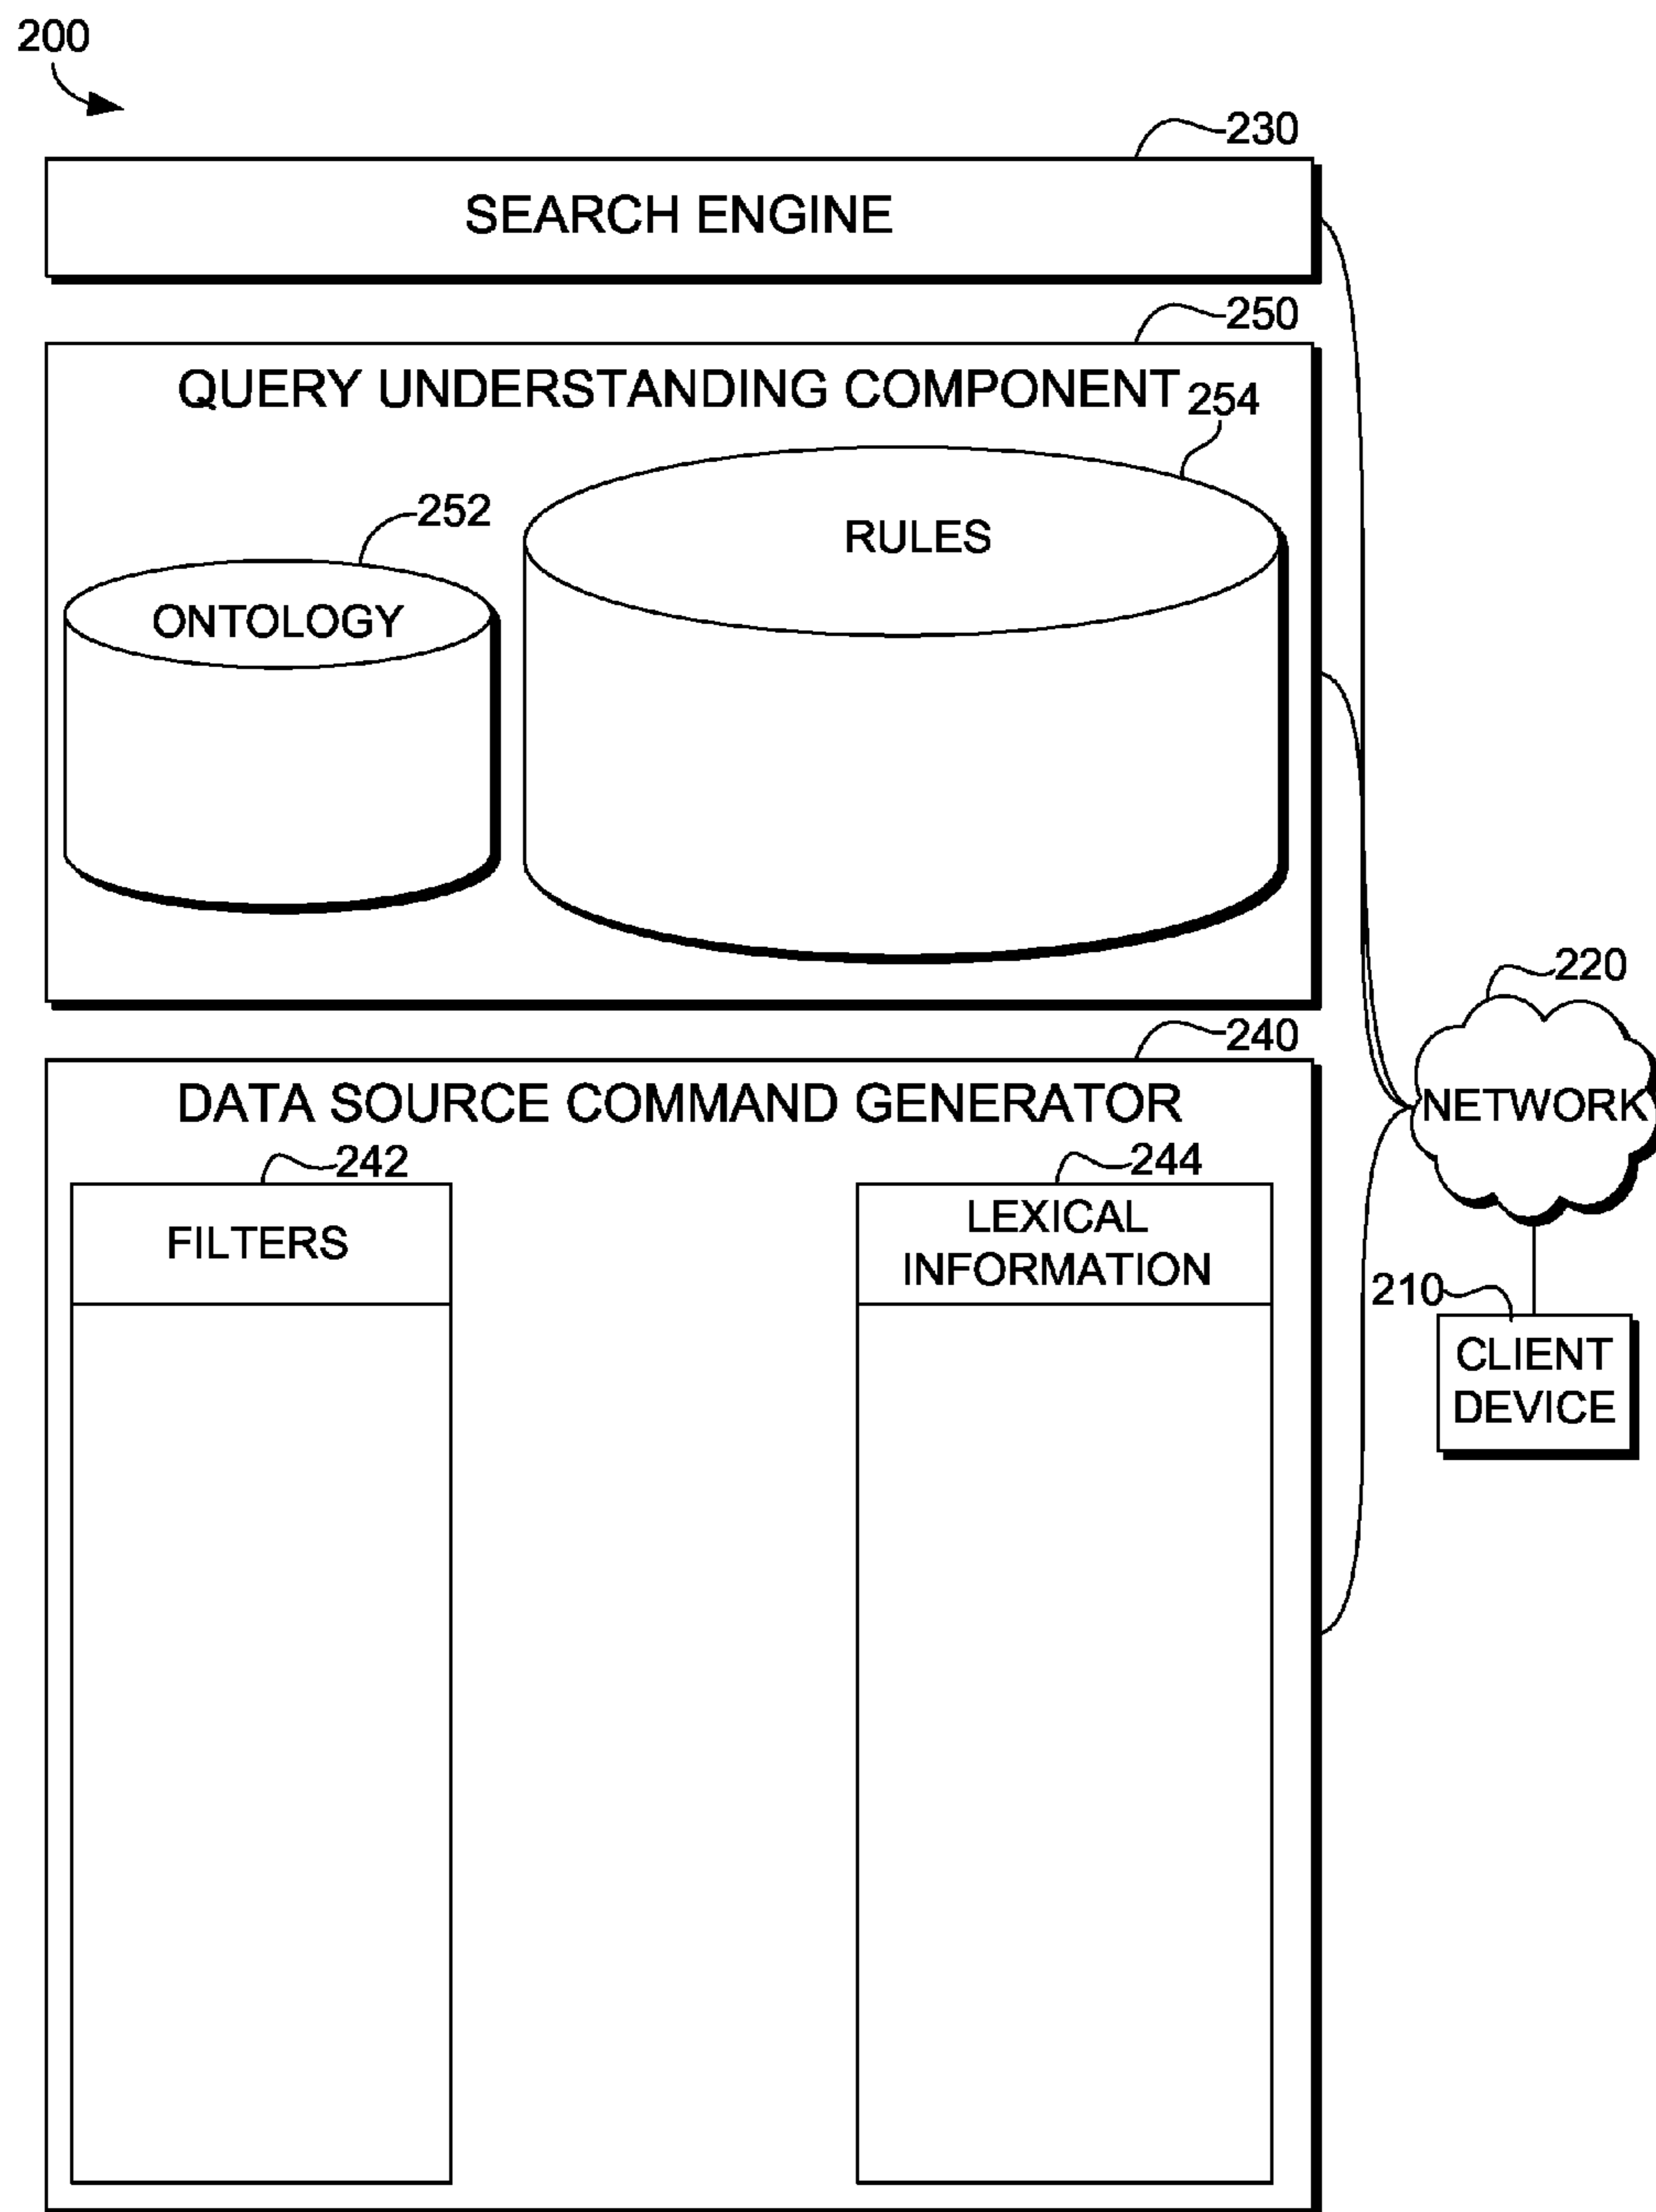 200
230
SEARCH ENGINE
250
QUERY UNDERSTANDING COMPONENT
254
252
RULES
ONTOLOGY
220
240
DATA SOURCE COMMAND GENERATOR
NETWORK
242
244
FILTERS
LEXICAL
INFORMATION
210
CLIENT
DEVICE